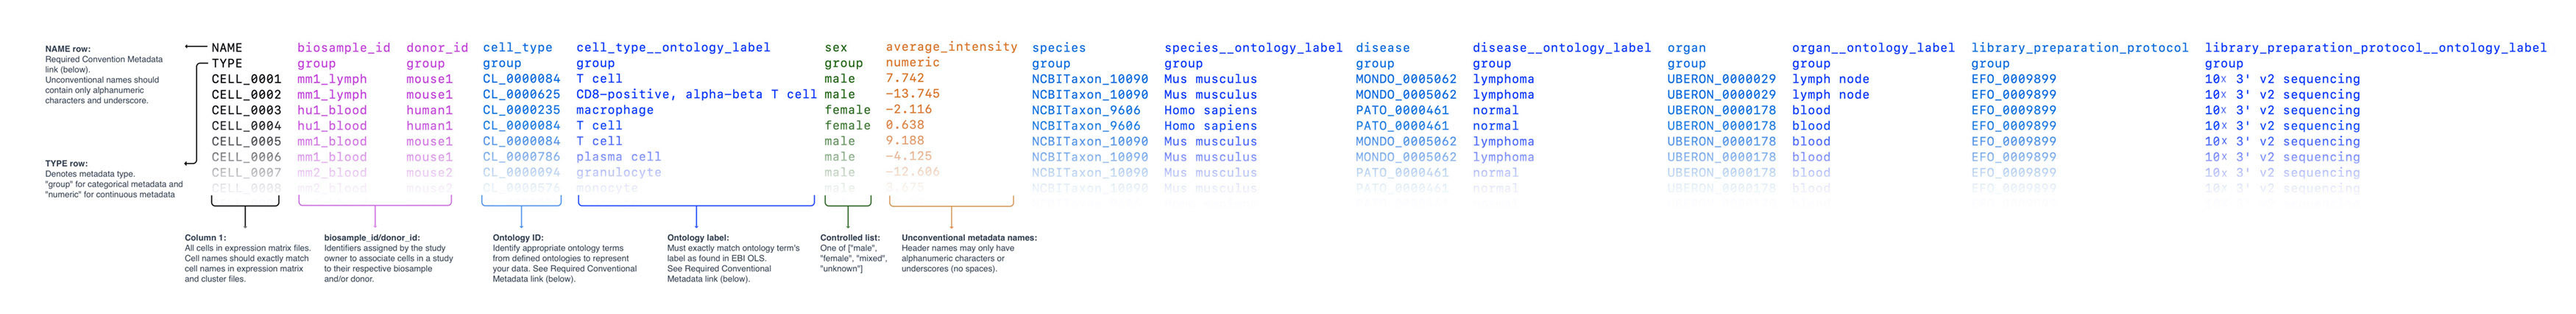 NAME row:
Required Convention Metadata
link (below).
Unconventional names should
contain only alphanumeric
characters and underscore.
TYPE row:
Denotes metadata type.
"group" for categorical metadata and
"numeric" for continuous metadata
NAME biosample_id donor_id cell_type cell_type__ontology_label sex average_intensity species species__ontology_label disease disease__ontology_label organ organ__ontology_label library_preparation_protocol library_preparation_protocol__ontology_label
TYPE group group group group group numeric group group group group group group group group
CELL_0001 mm1_lymph mouse1 CL_0000084 T cell male 7.742 NCBITaxon_10090 Mus musculus MONDO_0005062 lymphoma UBERON_0000029 lymph node EFO_0009899 10x 3' v2 sequencing
CELL_0002 mm1_lymph mouse1 CL_0000625 CD8-positive, alpha-beta T cell male -13.745 NCBITaxon_10090 Mus musculus MONDO_0005062 lymphoma UBERON_0000029 lymph node EFO_0009899 10x 3' v2 sequencing
CELL_0003 hu1_blood human1 CL_0000235 macrophage female -2.116 NCBITaxon_9606 Homo sapiens PATO_0000461 normal UBERON_0000178 blood EFO_0009899 10x 3' v2 sequencing
CELL_0004 hu1_blood human1 CL_0000084 T cell female 0.638 NCBITaxon_9606 Homo sapiens PATO_0000461 normal UBERON_0000178 blood EFO_0009899 10x 3' v2 sequencing
CELL_0005 mm1_blood mouse1 CL_0000084 T cell male 9.188 NCBITaxon_10090 Mus musculus MONDO_0005062 lymphoma UBERON_0000178 blood EFO_0009899 10x 3' v2 sequencing
CELL_0006 mm1_blood mouse1 CL_0000786 plasma cell male -4.125 NCBITaxon_10090 Mus musculus MONDO_0005062 lymphoma UBERON_0000178 blood EFO_0009899 10x 3' v2 sequencing
CELL_0007 mm2_blood mouse2 CL_0000094 granulocyte male -12.606 NCBITaxon_10090 Mus musculus PATO_0000461 normal UBERON_0000178 blood EFO_0009899 10x 3' v2 sequencing
CELL_0008 mm2_blood mouse2 CL_0000576 monocyte male NCBITaxon_10090 Mus musculus PATO_0000461 normal UBERON_0000178 blood EFO_0009899 10x 3' v2 sequencing
Column 1:
All cells in expression matrix files.
Cell names should exactly match
cell names in expression matrix
and cluster files.
biosample_id/donor_id:
Identifiers assigned by the study
owner to associate cells in a study
to their respective biosample
and/or donor.
Ontology ID:
Identify appropriate ontology terms
from defined ontologies to represent
your data. See Required Conventional
Metadata link (below).
Ontology label:
Must exactly match ontology term's
label as found in EBI OLS.
See Required Conventional
Metadata link (below).
Controlled list:
One of ["male",
"female", "mixed",
"unknown"]
Unconventional metadata names:
Header names may only have
alphanumeric characters or
underscores (no spaces).